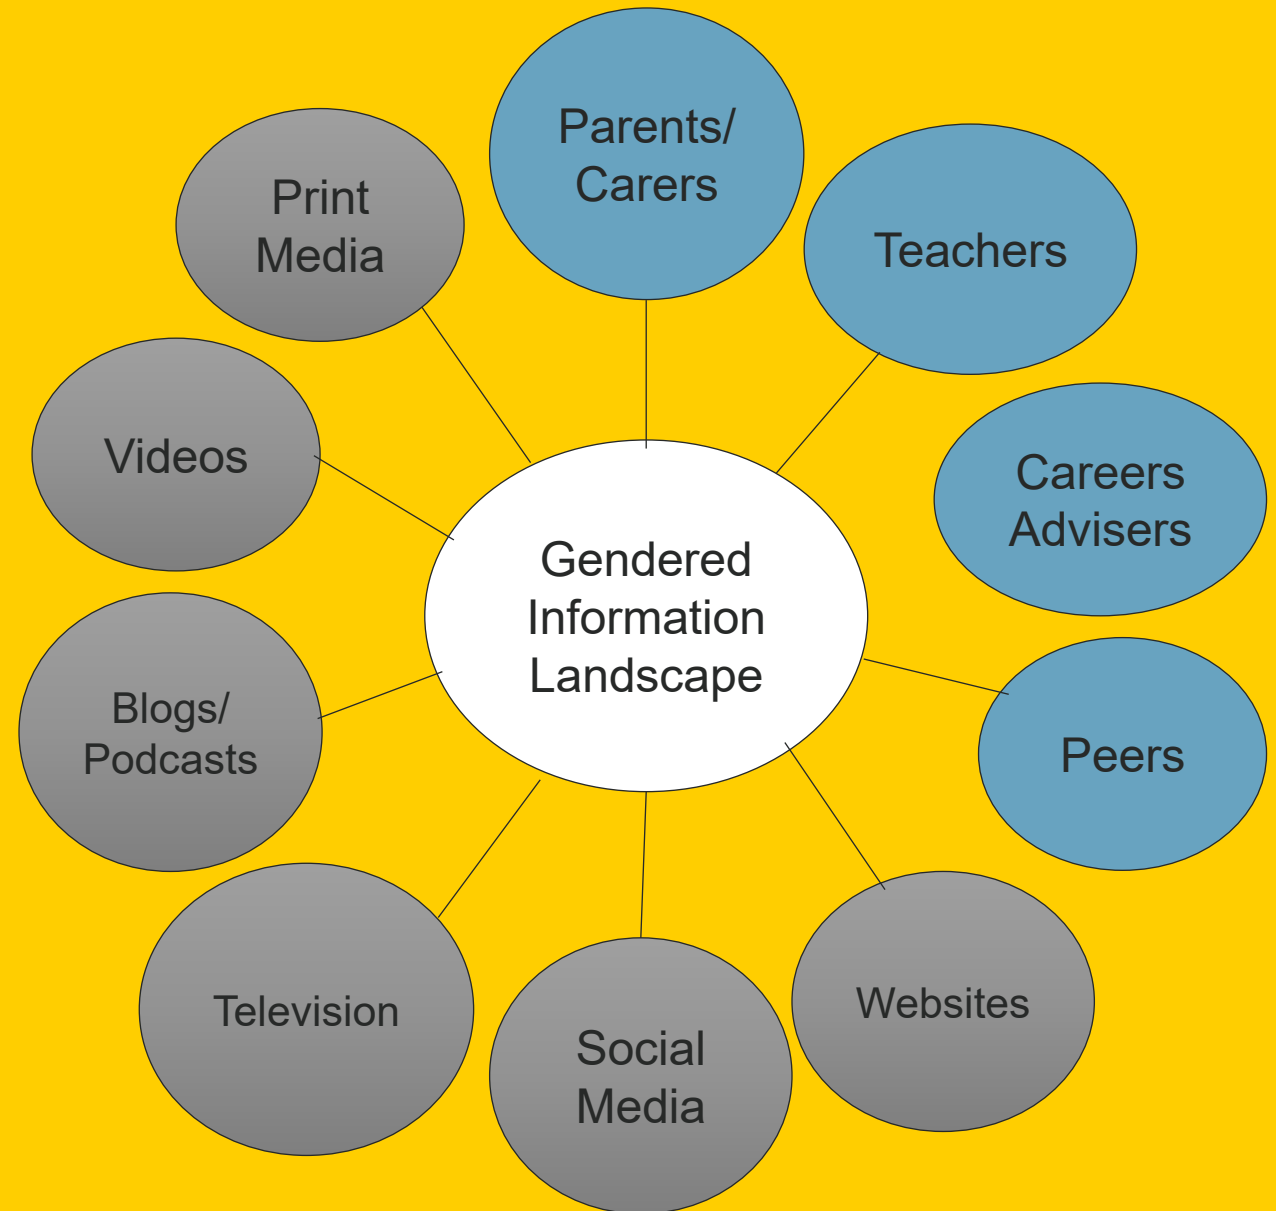 Parents/
Carers
Print
Media
Teachers
Videos
Careers
Advisers
Gendered
Information
Landscape
Blogs/
Podcasts
Peers
Television
Social
Media
Websites